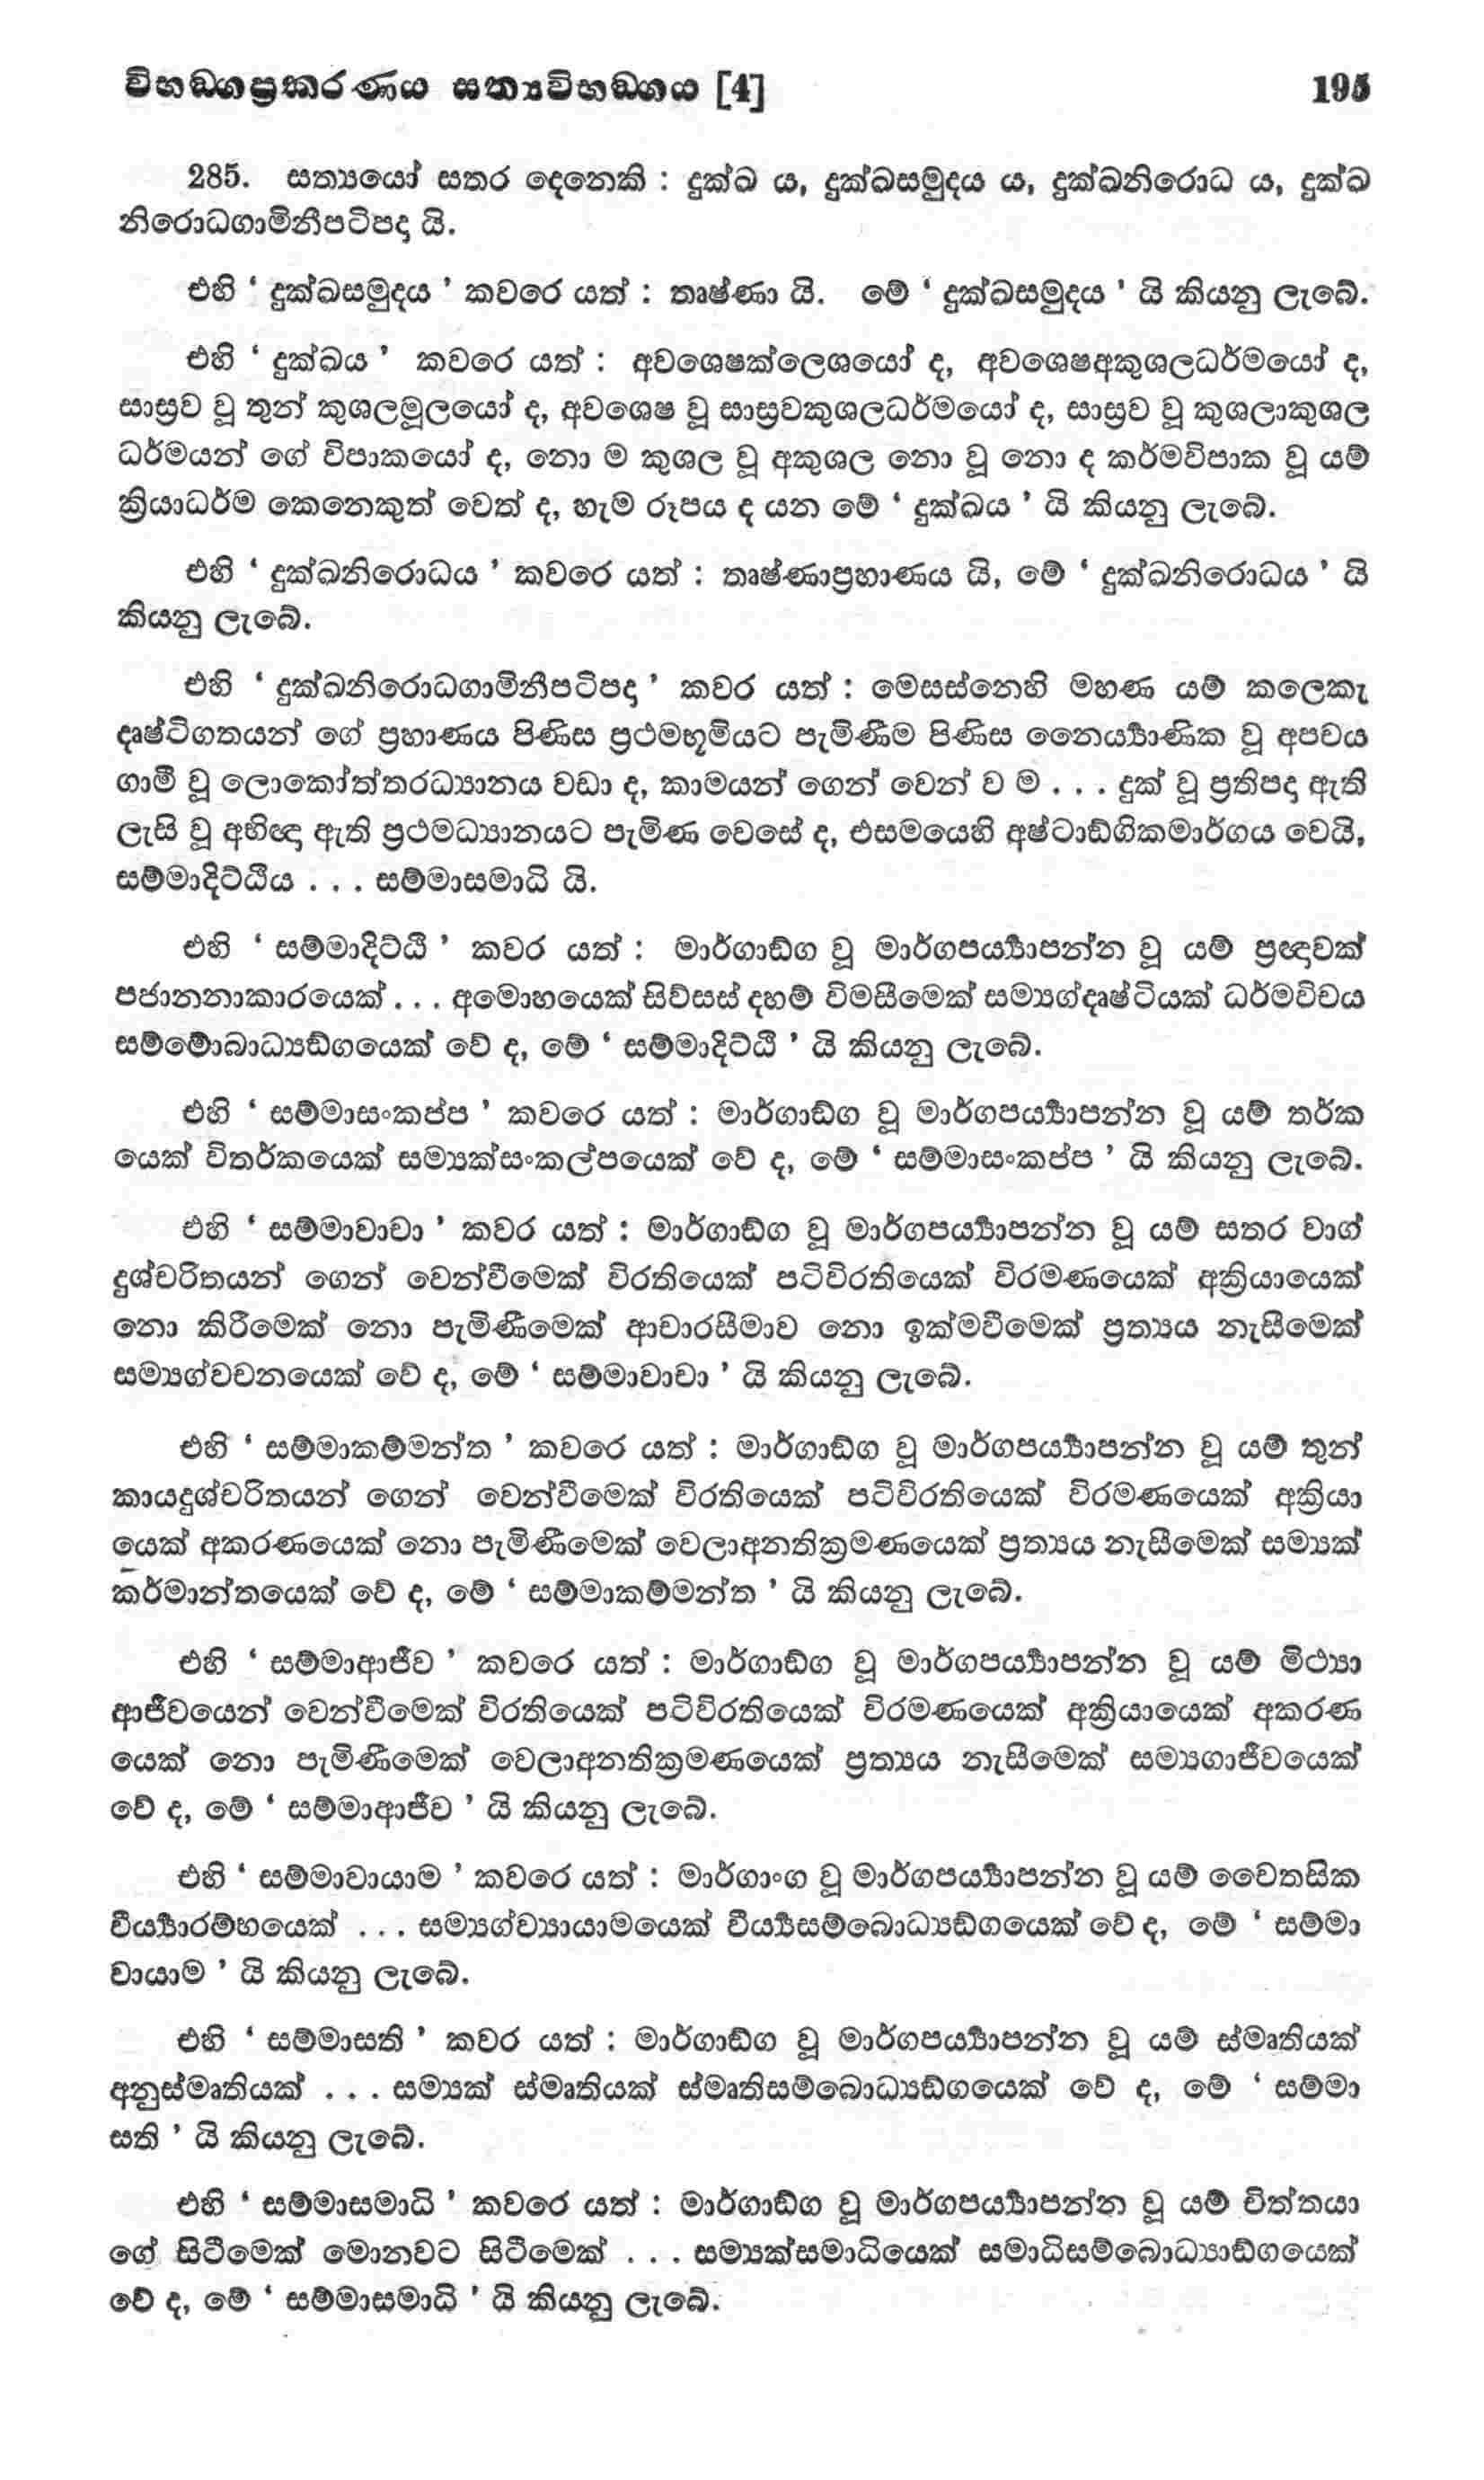 විභඞ්ගප්‍රකරණය සත්‍යවිභඞ්ගය [4] 195
285. සත්‍යයෝ සතර දෙනෙකි : දුක්ඛ ය, දුක්ඛසමුදය ය, දුක්ඛනිරොධ ය, දුක්ඛ
නිරොධගාමිනීපටිපදා යි.
එහි ‘ දුක්ඛසමුදය ’ කවරෙ යත් : තෘෂ්ණා යි. මේ ‘ දුක්ඛසමුදය ’ යි කියනු ලැබේ.
එහි ‘ දුක්ඛය ’ කවරෙ යත් : අවශෙෂක්ලෙශයෝ ද, අවශෙෂඅකුශලධර්මයෝ ද,
සාස්‍රව වූ තුන් කුශලමූලයෝ ද, අවශෙෂ වූ සාස්‍රවකුශලධර්මයෝ ද, සාස්‍රව වූ කුශලාකුශල
ධර්මයන් ගේ විපාකයෝ ද, නො ම කුශල වූ අකුශල නො වූ නො ද කර්මවිපාක වූ යම්
ක්‍රියාධර්ම කෙනෙකුත් වෙත් ද, හැම රූපය ද යන මේ ‘ දුක්ඛය ’ යි කියනු ලැබේ.
එහි ‘ දුක්ඛනිරොධය ’ කවරෙ යත් : තෘෂ්ණාප්‍රහාණය යි, මේ ‘ දුක්ඛනිරොධය ’ යි
කියනු ලැබේ.
එහි ‘ දුක්ඛනිරොධගාමිනීපටිපදා ’ කවර යත් : මෙසස්නෙහි මහණ යම් කලෙකැ
දෘෂ්ටිගතයන් ගේ ප්‍රහාණය පිණිස ප්‍රථමභූමියට පැමිණීම පිණිස නෛර්‍ය්‍යාණික වූ අපචය
ගාමී වූ ලොකෝත්තරධ්‍යානය වඩා ද, කාමයන් ගෙන් වෙන් ව ම . . . දුක් වූ ප්‍රතිපදා ඇති
ලැසි වූ අභිඥා ඇති ප්‍රථමධ්‍යානයට පැමිණ වෙසේ ද, එසමයෙහි අෂ්ටාඬ්ගිකමාර්ගය වෙයි,
සම්මාදිට්ඨිය . . . සම්මාසමාධි යි.
එහි ‘ සම්මාදිට්ඨි ’ කවර යත් : මාර්ගාඬ්ග වූ මාර්ගපර්‍ය්‍යාපන්න වූ යම් ප්‍රඥාවක්
පජානනාකාරයෙක් . . . අමොහයෙක් සිව්සස් දහම් විමසීමෙක් සම්‍යග්දෘෂ්ටියක් ධර්මවිචය
සම්මොබාධ්‍යඬ්ගයෙක් වේ ද, මේ ‘ සම්මාදිට්ඨි ’ යි කියනු ලැබේ.
එහි ‘ සම්මාසංකප්ප ’ කවරෙ යත් : මාර්ගාඬ්ග වූ මාර්ගපර්‍ය්‍යාපන්න වූ යම් තර්ක
යෙක් විතර්කයෙක් සම්‍යක්සංකල්පයෙක් වේ ද, මේ ‘ සම්මාසංකප්ප ’ යි කියනු ලැබේ.
එහි ‘ සම්මාවාචා ’ කවර යත් : මාර්ගාඬ්ග වූ මාර්ගපර්‍ය්‍යාපන්න වූ යම් සතර වාග්
දුශ්චරිතයන් ගෙන් වෙන්වීමෙක් විරතියෙක් පටිවිරතියෙක් විරමණයෙක් අක්‍රියායෙක්
නො කිරීමෙක් නො පැමිණීමෙක් ආචාරසීමාව නො ඉක්මවීමෙක් ප්‍රත්‍යය නැසීමෙක්
සම්‍යග්වචනයෙක් වේ ද, මේ ‘ සම්මාවාචා ’ යි කියනු ලැබේ.
එහි ‘ සම්මාකම්මන්ත ’ කවරෙ යත් : මාර්ගාඬ්ග වූ මාර්ගපර්‍ය්‍යාපන්න වූ යම් තුන්
කායදුශ්චරිතයන් ගෙන් වෙන්වීමෙක් විරතියෙක් පටිවිරතියෙක් විරමණයෙක් අක්‍රියා
යෙක් අකරණයෙක් නො පැමිණීමෙක් වෙලාඅනතික්‍රමණයෙක් ප්‍රත්‍යය නැසීමෙක් සම්‍යක්
කර්මාන්තයෙක් වේ ද, මේ ‘ සම්මාකම්මන්ත ’ යි කියනු ලැබේ.
එහි ‘ සම්මාආජීව ’ කවරෙ යත් : මාර්ගාඬ්ග වූ මාර්ගපර්‍ය්‍යාපන්න වූ යම් මිථ්‍යා
ආජීවයෙන් වෙන්වීමෙක් විරතියෙක් පටිවිරතියෙක් විරමණයෙක් අක්‍රියායෙක් අකරණ
යෙක් නො පැමිණීමෙක් වෙලාඅනතික්‍රමණයෙක් ප්‍රත්‍යය නැසීමෙක් සම්‍යගාජීවයෙක්
වේ ද, මේ ‘ සම්මාආජීව ’ යි කියනු ලැබේ.
එහි ‘ සම්මාවායාම ’ කවරෙ යත් : මාර්ගාංග වූ මාර්ගපර්‍ය්‍යාපන්න වූ යම් චෛතසික
වීර්‍ය්‍යාරම්භයෙක් . . . සම්‍යග්ව්‍යායාමයෙක් වීර්‍ය්‍යසම්බොධ්‍යඬ්ගයෙක් වේ ද, මේ ‘ සම්මා
වායාම ’ යි කියනු ලැබේ.
එහි ‘ සම්මාසති ’ කවර යත් : මාර්ගාඬ්ග වූ මාර්ගපර්‍ය්‍යාපන්න වූ යම් ස්මෘතියක්
අනුස්මෘතියක් . . . සම්‍යක් ස්මෘතියක් ස්මෘතිසම්බොධ්‍යඬ්ගයෙක් වේ ද, මේ ‘ සම්මා
සති ’ යි කියනු ලැබේ.
එහි ‘ සම්මාසමාධි ’ කවරෙ යත් : මාර්ගාඬ්ග වූ මාර්ගපර්‍ය්‍යාපන්න වූ යම් චිත්තයා
ගේ සිටීමෙක් මොනවට සිටීමෙක් . . . සම්‍යක්සමාධියෙක් සමාධිසම්බොධ්‍යාඬ්ගයෙක්
වේ ද, මේ ‘ සම්මාසමාධි ’ යි කියනු ලැබේ.